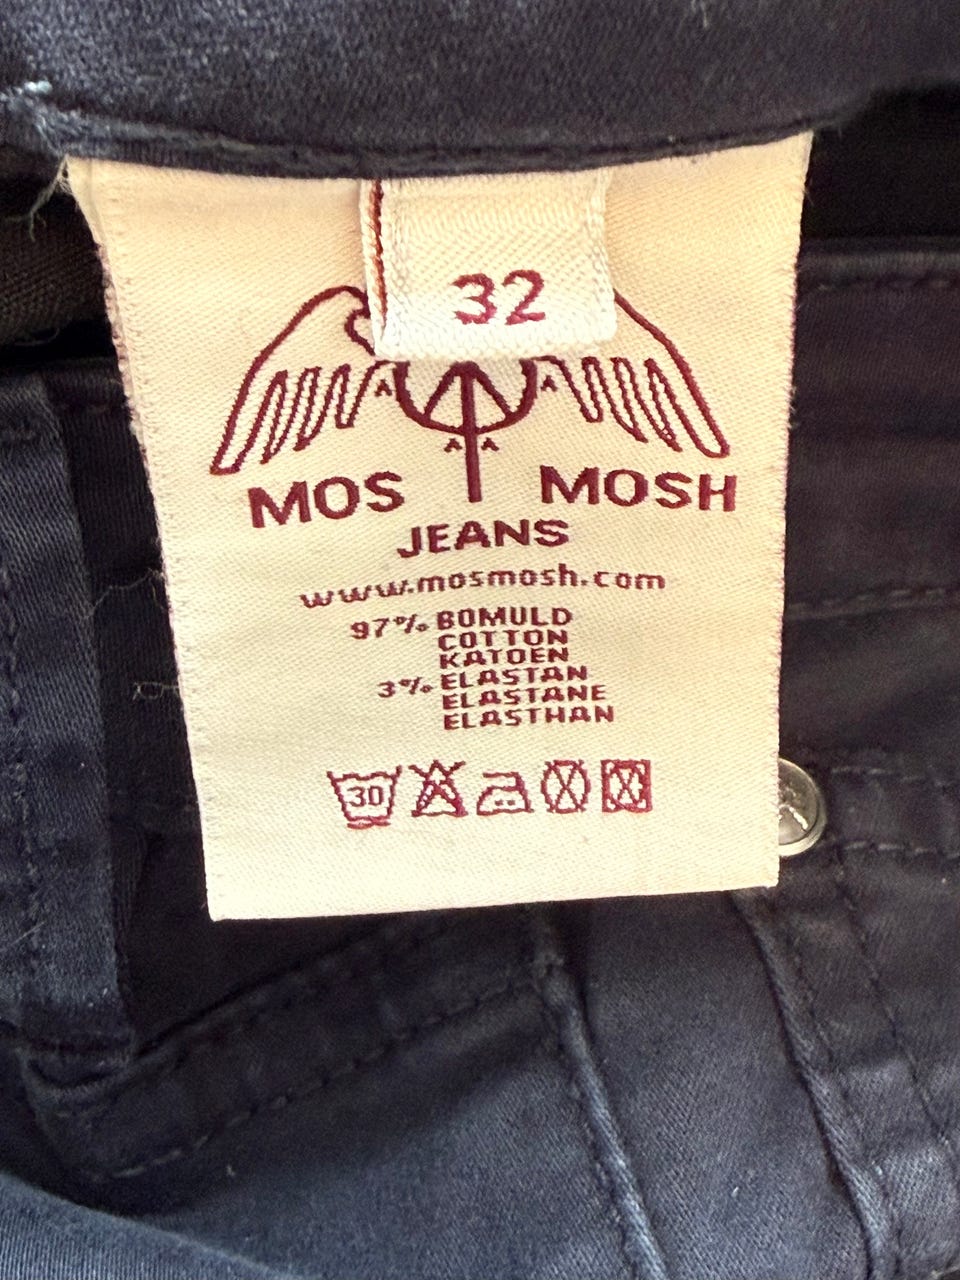 32
MOS MOSH
JEANS
www.mosmosh.com
97% BOMULD
COTTON
KATOEN
3% ELASTAN
ELASTANE
ELASTHAN
30